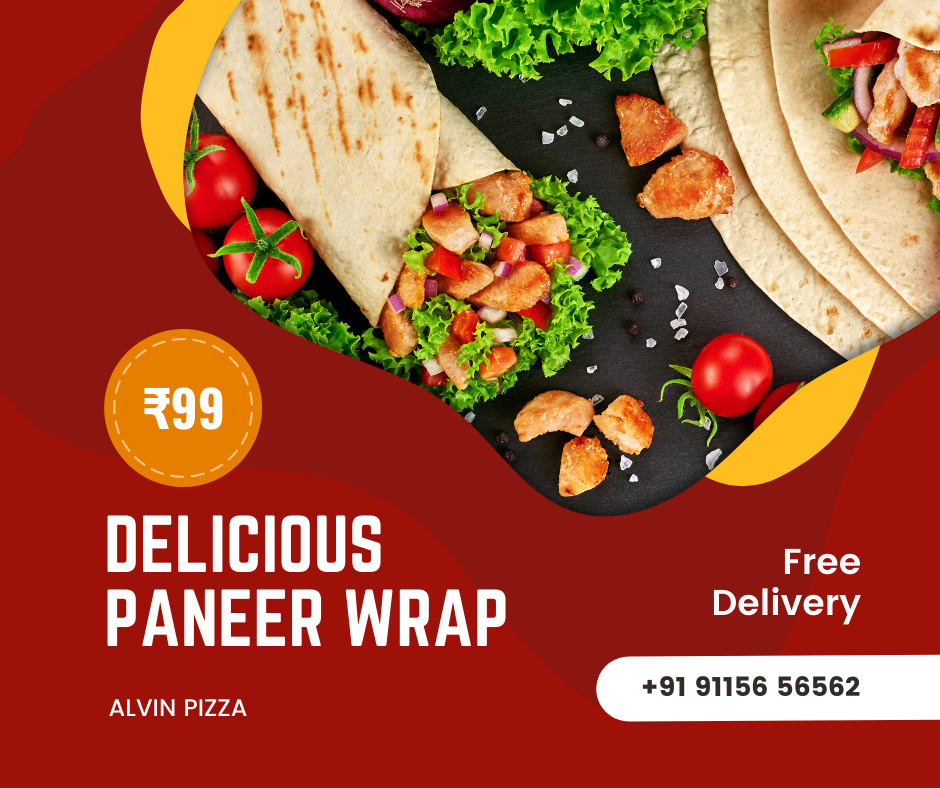 ₹99
DELICIOUS
PANEER WRAP
ALVIN PIZZA
Free
Delivery
+91 91156 56562